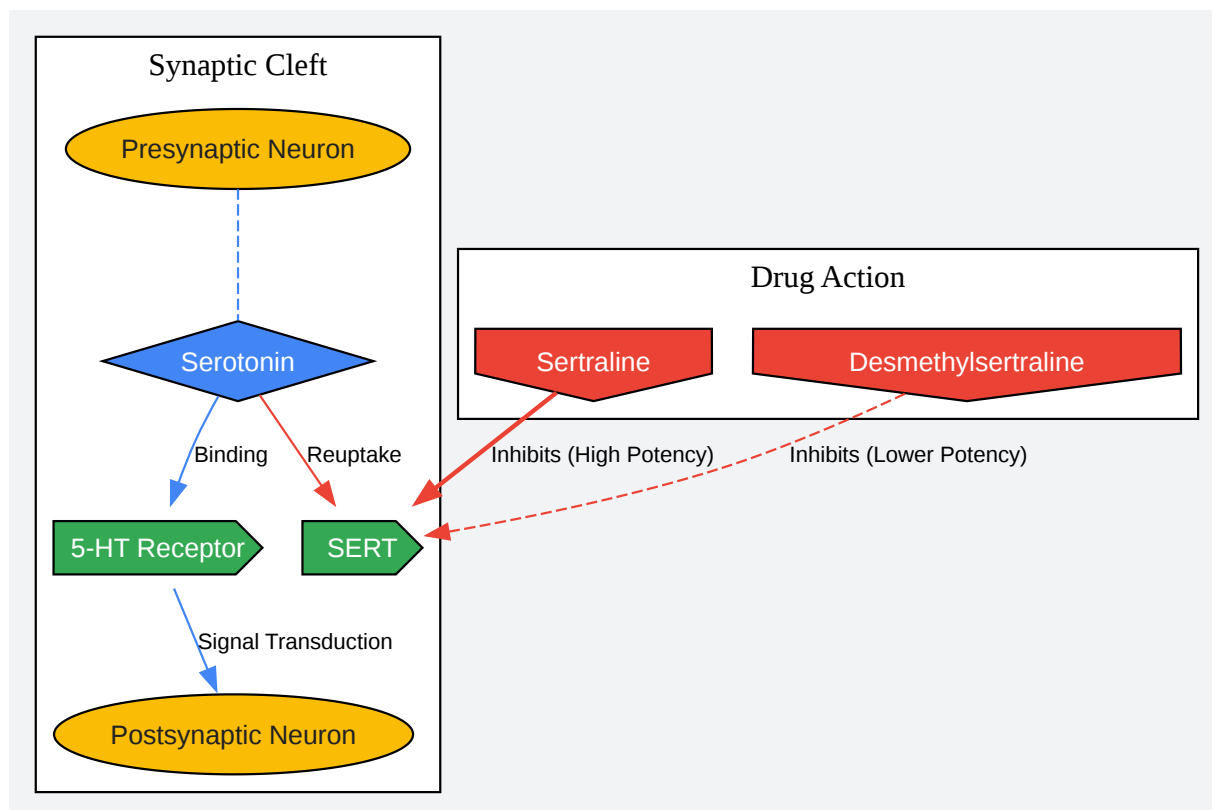 Synaptic Cleft
Presynaptic Neuron
Drug Action
Serotonin
Sertraline
Desmethylsertraline
Binding
Reuptake
Inhibits (High Potency)
Inhibits (Lower Potency)
5-HT Receptor
SERT
Signal Transduction
Postsynaptic Neuron